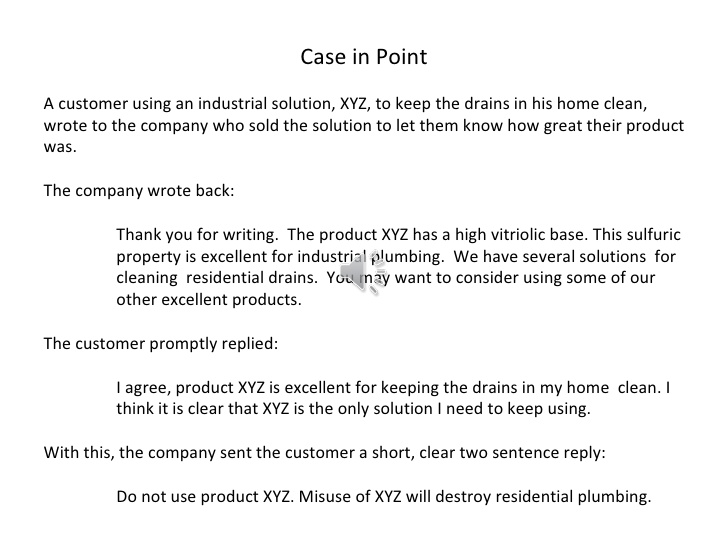 Case in Point
A customer using an industrial solution, XYZ, to keep the drains in his home clean,
wrote to the company who sold the solution to let them know how great their product
was.
The company wrote back:
Thank you for writing.  The product XYZ has a high vitriolic base. This sulfuric
property is excellent for industrial plumbing.  We have several solutions  for
cleaning  residential drains.  You may want to consider using some of our
other excellent products.
The customer promptly replied:
I agree, product XYZ is excellent for keeping the drains in my home  clean. I
think it is clear that XYZ is the only solution I need to keep using.
With this, the company sent the customer a short, clear two sentence reply:
Do not use product XYZ. Misuse of XYZ will destroy residential plumbing.